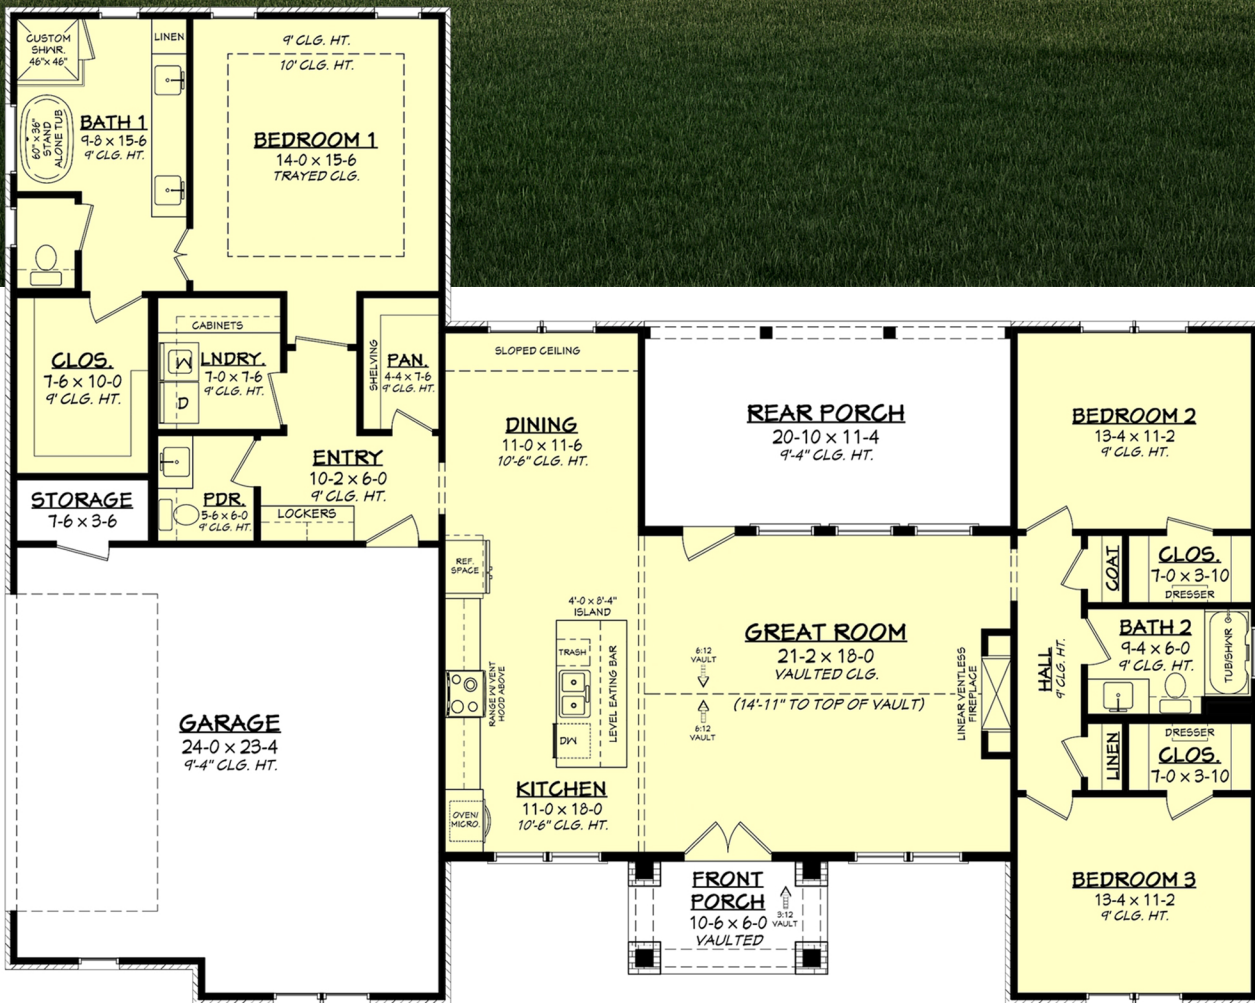 CUSTOM
SHWR.
46"x 46"
LINEN
60" x 36"
STAND
ALONE TUB
BATH 1
9-8 x 15-6
9' CLG. HT.
9' CLG. HT.
10' CLG. HT.
BEDROOM 1
14-0 x 15-6
TRAYED CLG.
CLOS.
7-6 x 10-0
9' CLG. HT.
CABINETS
W
D
LNDRY.
7-0 x 7-6
9' CLG. HT.
SHELVING
PAN.
4-4 x 7-6
9' CLG. HT.
STORAGE
7-6 x 3-6
PDR.
5-6 x 6-0
9' CLG. HT.
ENTRY
10-2 x 6-0
9' CLG. HT.
LOCKERS
SLOPED CEILING
DINING
11-0 x 11-6
10'-6" CLG. HT.
REAR PORCH
20-10 x 11-4
9'-4" CLG. HT.
BEDROOM 2
13-4 x 11-2
9' CLG. HT.
REF.
SPACE
4'-0 x 8'-4"
ISLAND
TRASH
DW
LEVEL EATING BAR
RANGE W/ VENT
HOOD ABOVE
OVEN/
MICRO.
KITCHEN
11-0 x 18-0
10'-6" CLG. HT.
GREAT ROOM
21-2 x 18-0
VAULTED CLG.
6:12
VAULT
(14'-11" TO TOP OF VAULT)
6:12
VAULT
LINEAR VENTLESS
FIREPLACE
HALL
9' CLG. HT.
COAT
CLOS.
7-0 x 3-10
DRESSER
BATH 2
9-4 x 6-0
9' CLG. HT.
TUB/SHWR
LINEN
DRESSER
CLOS.
7-0 x 3-10
GARAGE
24-0 x 23-4
9'-4" CLG. HT.
FRONT
PORCH
10-6 x 6-0
VAULTED
3:12
VAULT
BEDROOM 3
13-4 x 11-2
9' CLG. HT.